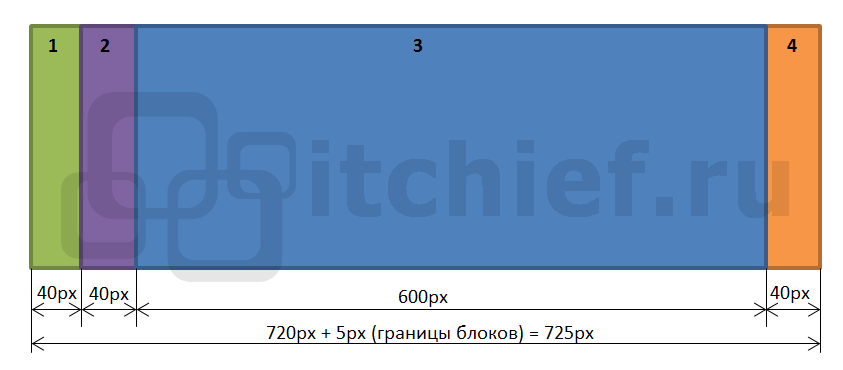 1 2 3 4
itchief.ru
40px 40px 600px 40px
720px + 5px (границы блоков) = 725px